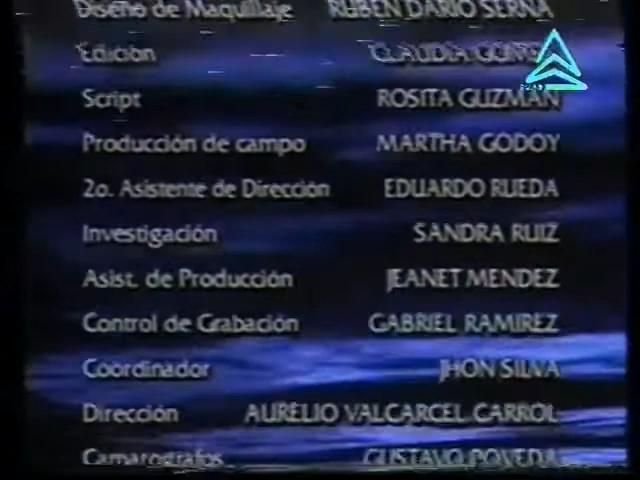 Diseño de Maquillaje RUBEN DARIO SERNA
Edición CLAUDIA GOMEZ
Script ROSITA GUZMAN
Producción de campo MARTHA GODOY
2o. Asistente de Dirección EDUARDO RUEDA
Investigación SANDRA RUIZ
Asist. de Producción JEANET MENDEZ
Control de Grabación GABRIEL RAMIREZ
Coordinador JHON SILVA
Dirección AURELIO VALCARCEL CARROL
Camarografos GUSTAVO POVEDA